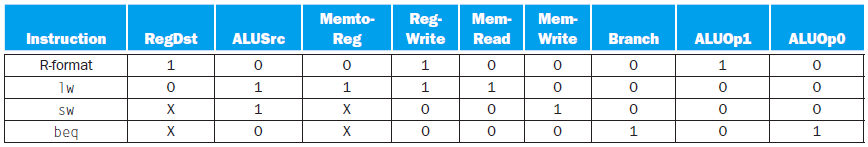 Instruction RegDst ALUSrc Memto-Reg Reg-Write Mem-Read Mem-Write Branch ALUOp1 ALUOp0
R-format 1 0 0 1 0 0 0 1 0
lw 0 1 1 1 1 0 0 0 0
sw X 1 X 0 0 1 0 0 0
beq X 0 X 0 0 0 1 0 1